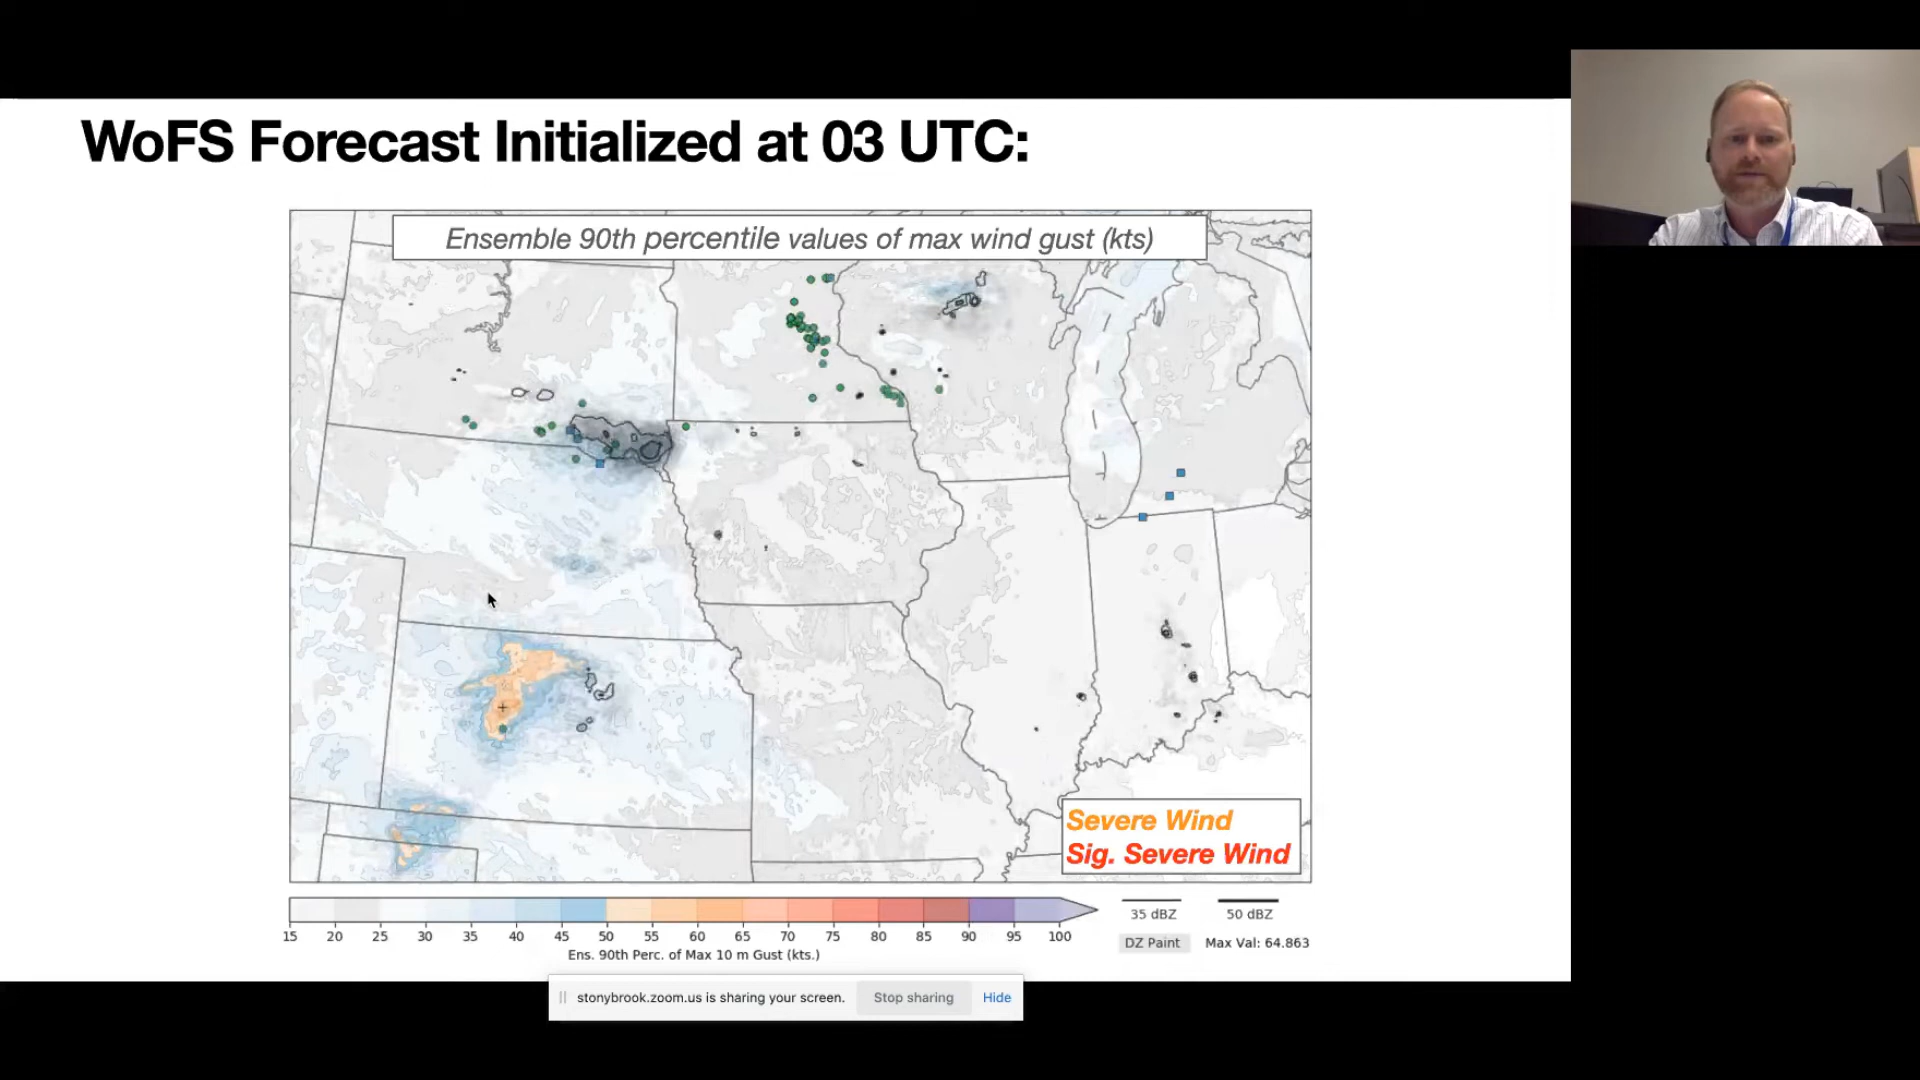 WoFS Forecast Initialized at 03 UTC:
Ensemble 90th percentile values of max wind gust (kts)
Severe Wind
Sig. Severe Wind
15 20 25 30 35 40 45 50 55 60 65 70 75 80 85 90 95 100
Ens. 90th Perc. of Max 10 m Gust (kts.)
35 dBZ 50 dBZ
DZ Paint Max Val: 64.863
stonybrook.zoom.us is sharing your screen. Stop sharing Hide